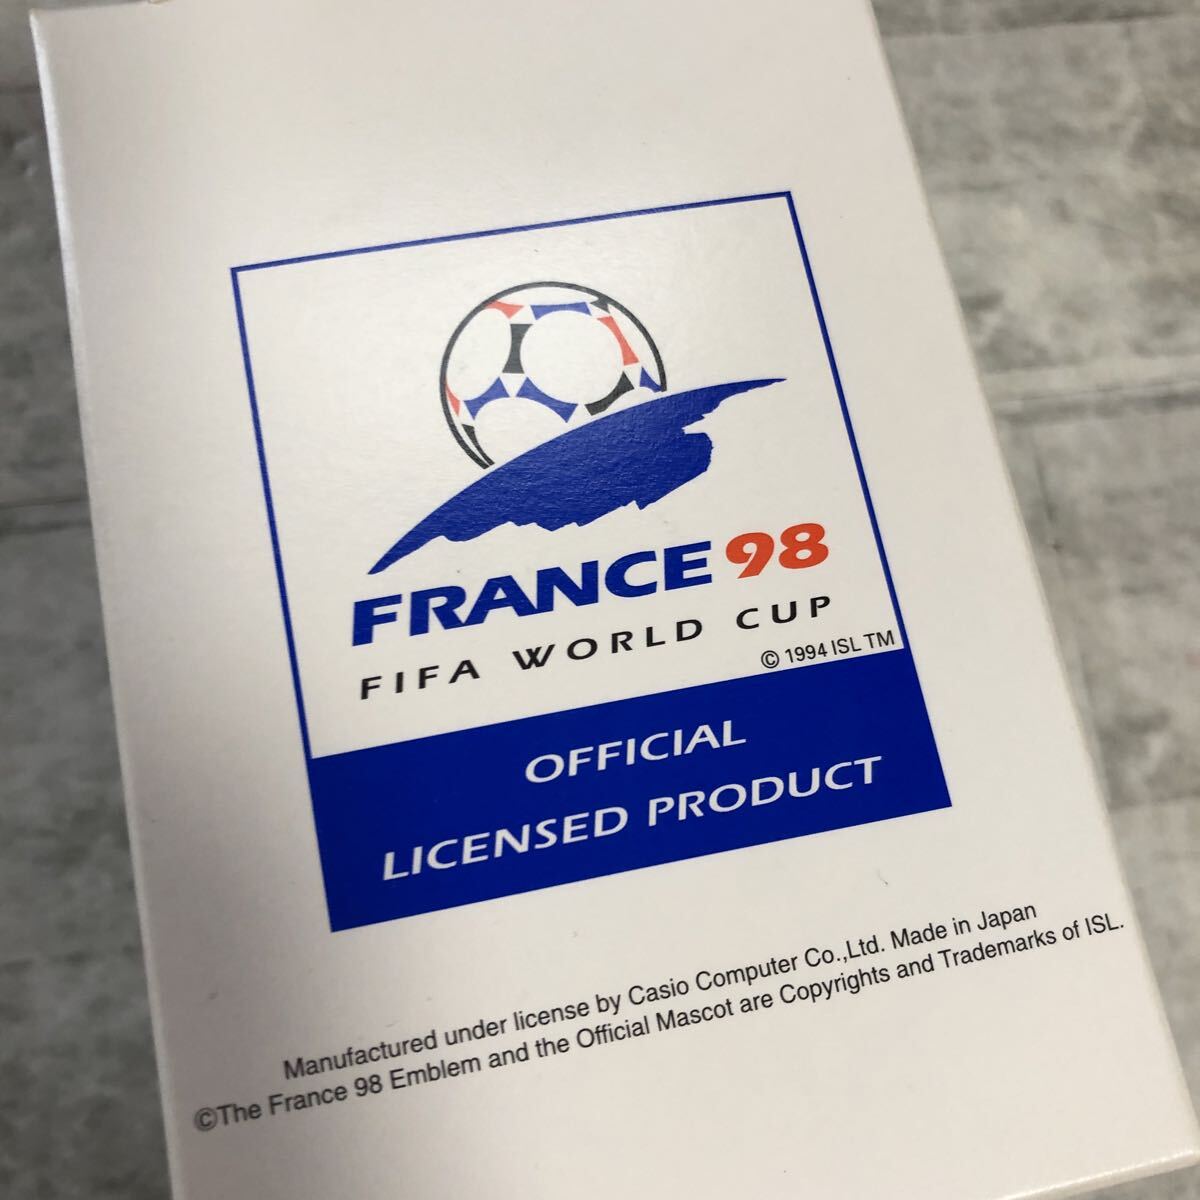 FRANCE 98
FIFA WORLD CUP
© 1994 ISL TM
OFFICIAL
LICENSED PRODUCT
Manufactured under license by Casio Computer Co.,Ltd. Made in Japan
©The France 98 Emblem and the Official Mascot are Copyrights and Trademarks of ISL.